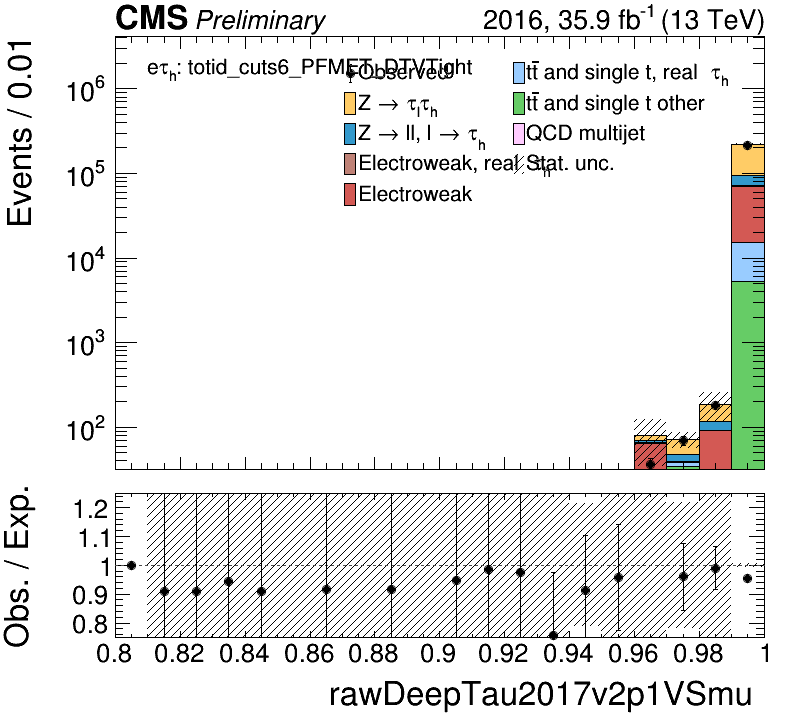 CMS Preliminary 2016, 35.9 fb⁻¹ (13 TeV)
eτh: totid_cuts6_PFMET_DTVTight
Observed
Z → τlτh
Z → ll, l → τh
Electroweak, real τh
Electroweak
tt̄ and single t, real τh
tt̄ and single t other
QCD multijet
Stat. unc.
Events / 0.01
10⁶
10⁵
10⁴
10³
10²
Obs. / Exp.
1.2
1.1
1
0.9
0.8
0.8 0.82 0.84 0.86 0.88 0.9 0.92 0.94 0.96 0.98 1
rawDeepTau2017v2p1VSmu